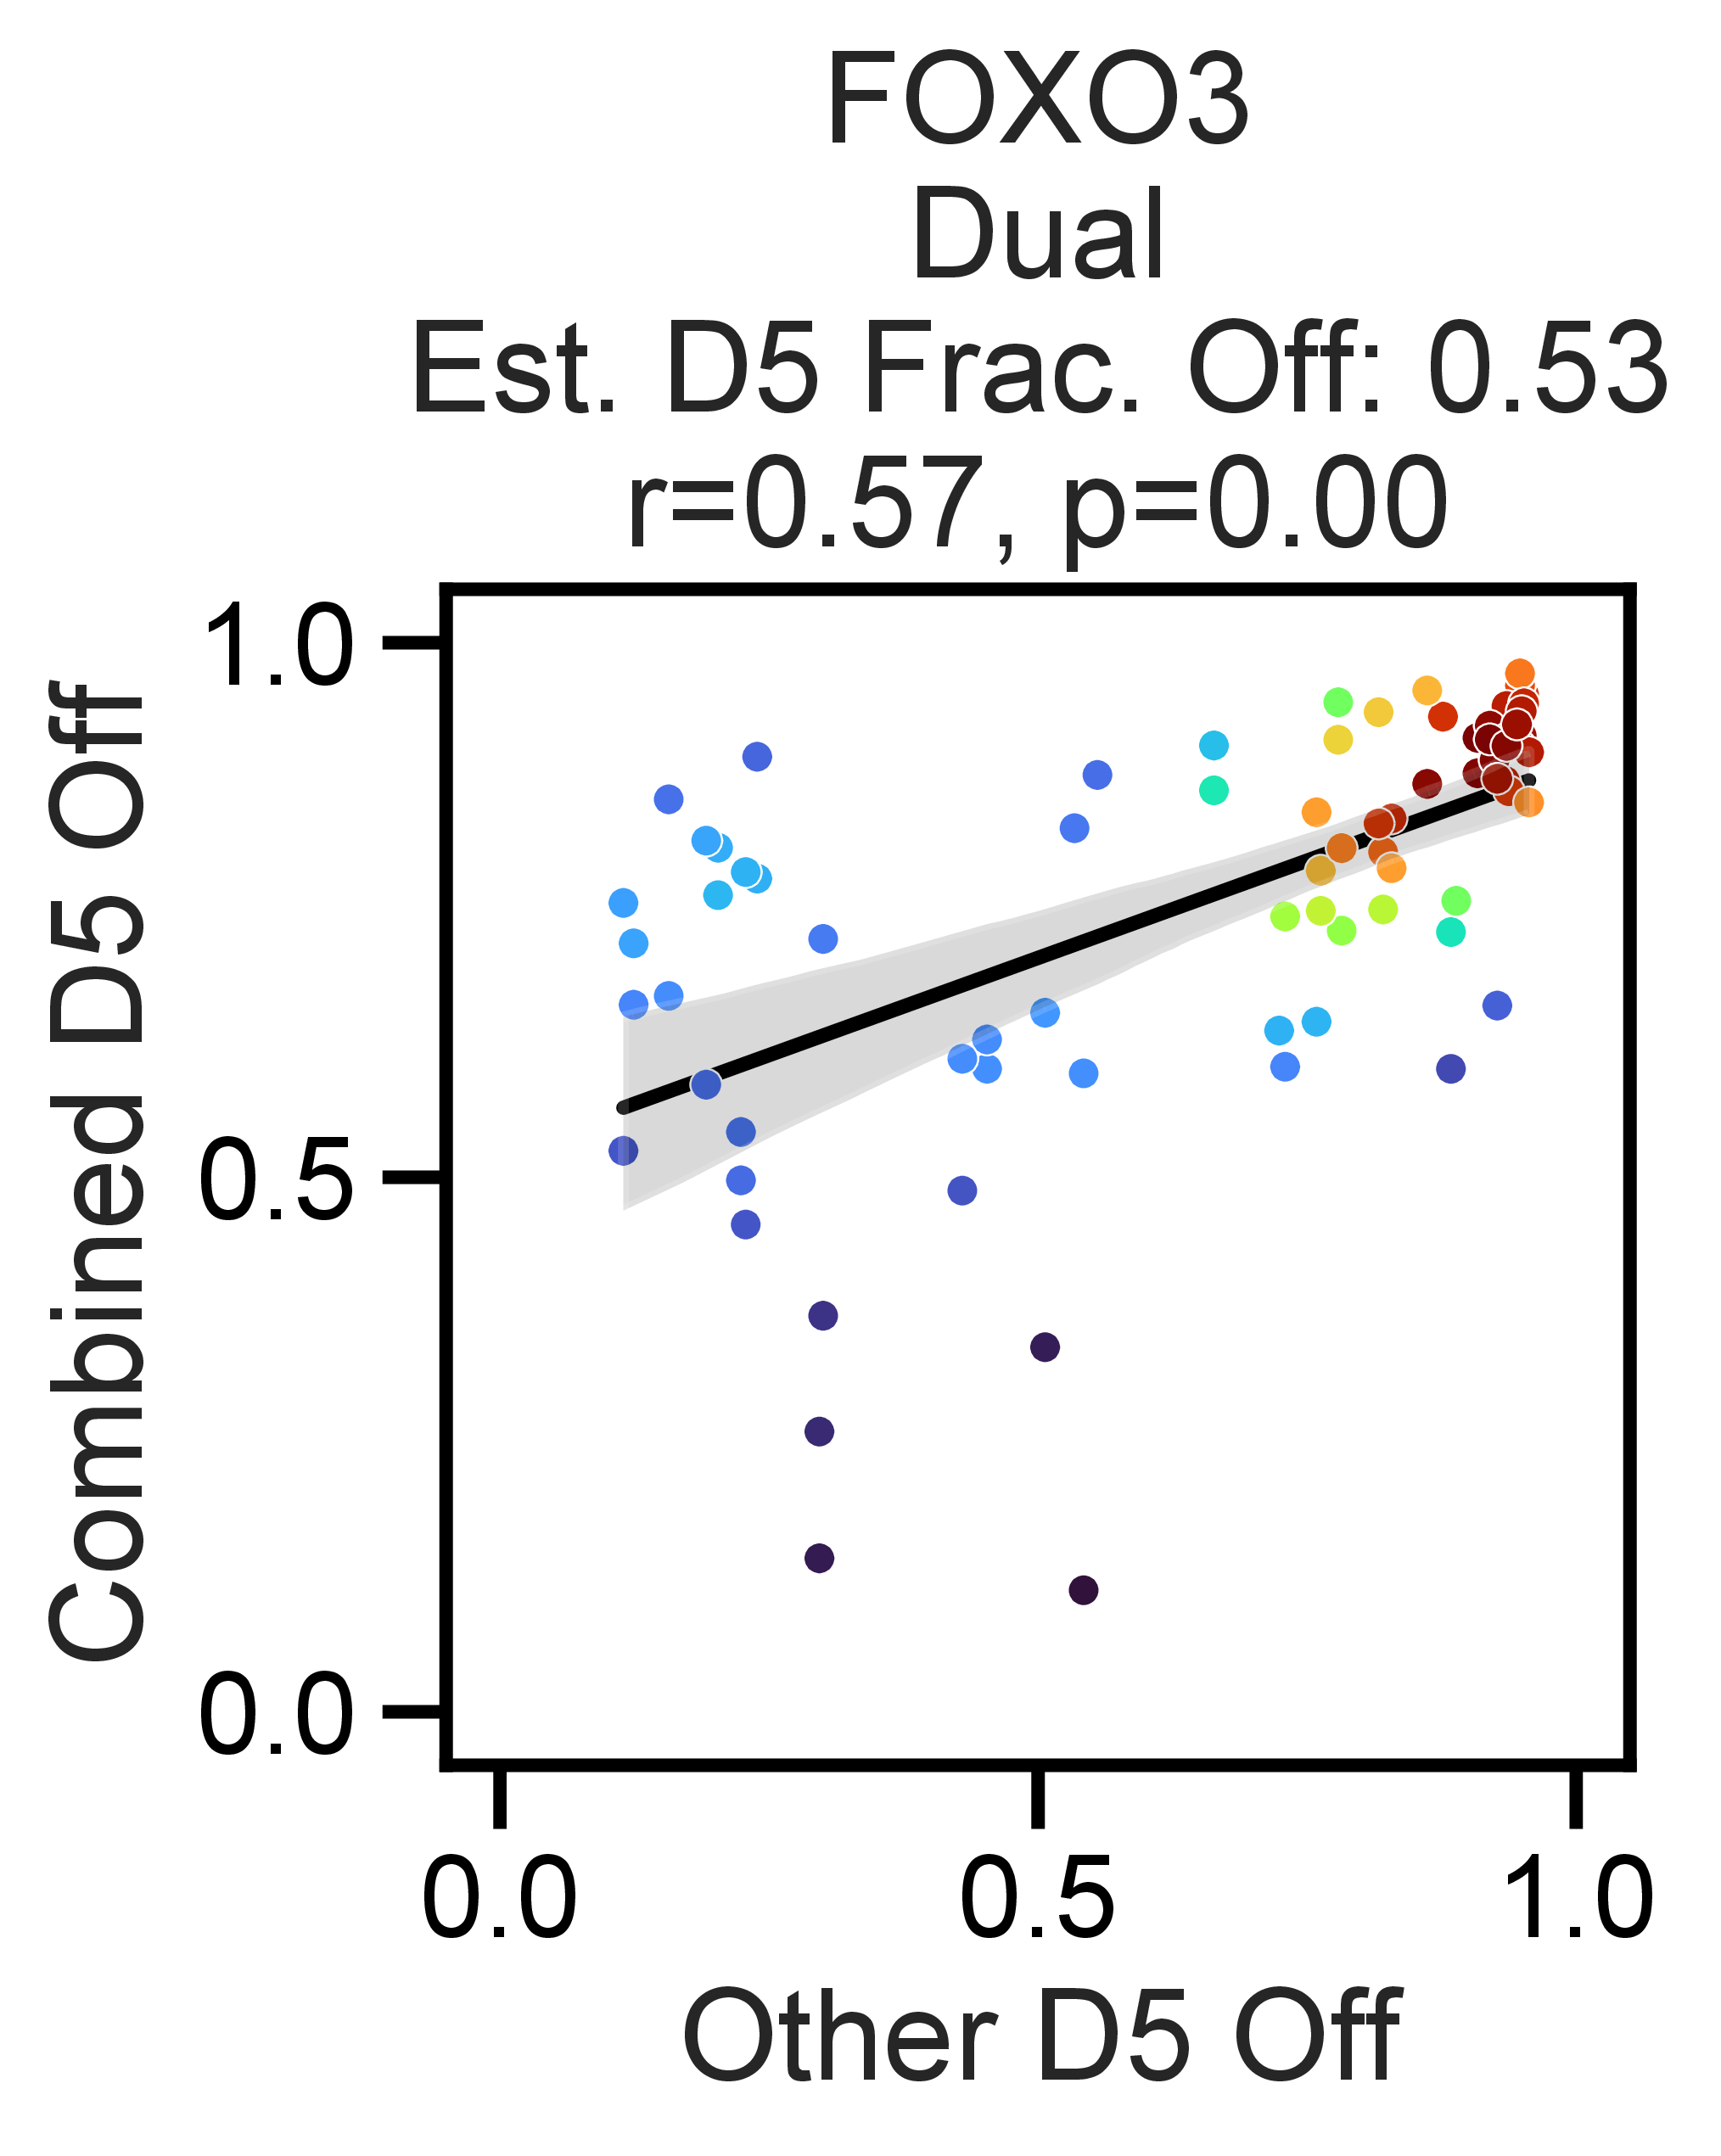 FOXO3
Dual
Est. D5 Frac. Off: 0.53
r=0.57, p=0.00
Combined D5 Off
1.0
0.5
0.0
0.0 0.5 1.0
Other D5 Off